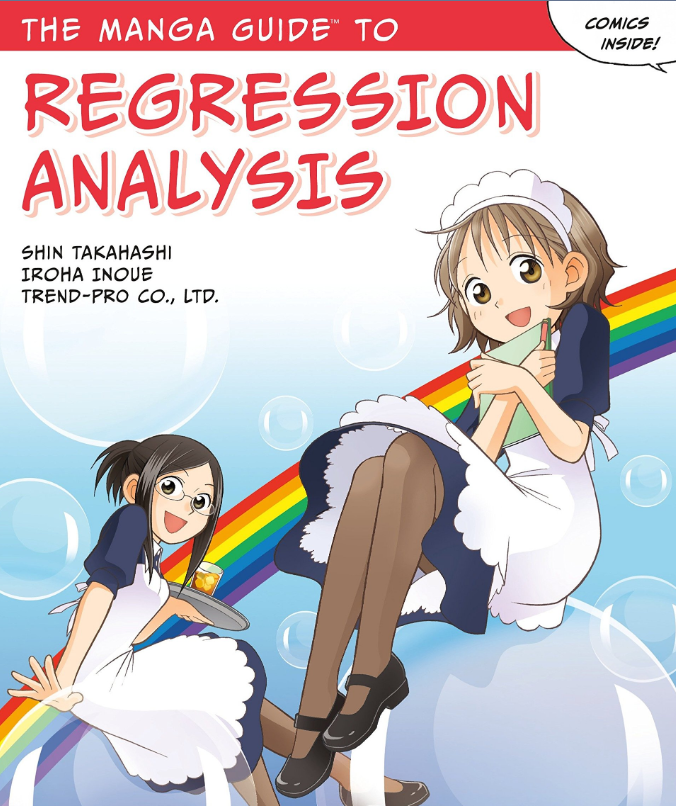 THE MANGA GUIDE™ TO
COMICS
INSIDE!
REGRESSION
ANALYSIS
SHIN TAKAHASHI
IROHA INOUE
TREND-PRO CO., LTD.